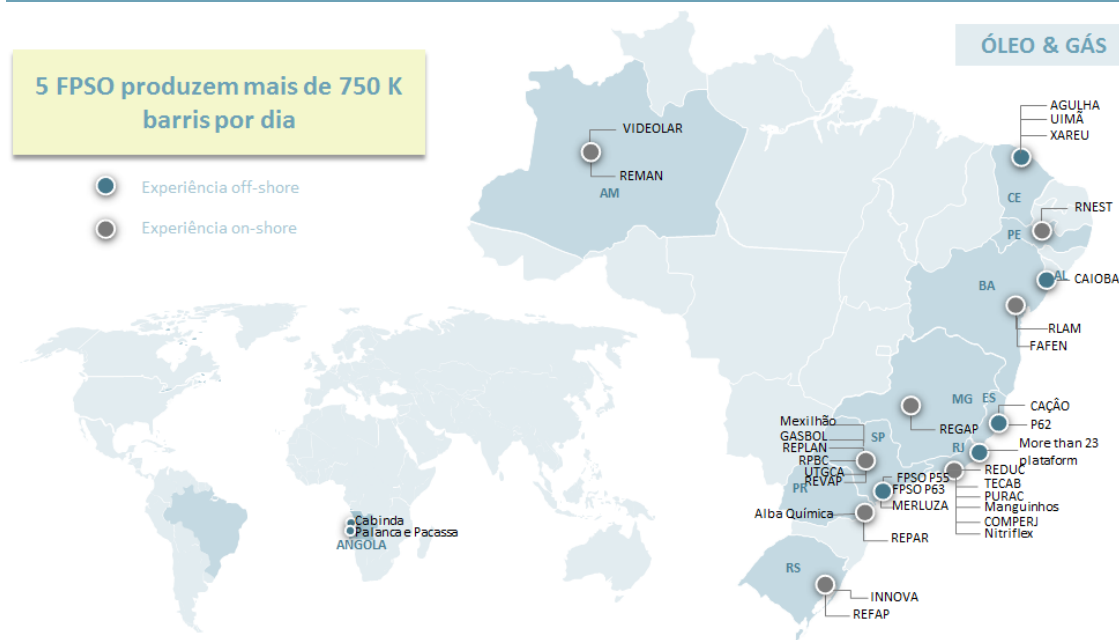 ÓLEO & GÁS
5 FPSO produzem mais de 750 K
barris por dia
Experiência off-shore
Experiência on-shore
VIDEOLAR
REMAN
AM
AGULHA
UIMÃ
XAREU
CE
RNEST
PE
AL
CAIOBA
BA
RLAM
FAFEN
MG
ES
CAÇÂO
P62
REGAP
RJ
More than 23
plataform
Mexilhão
GASBOL
REPLAN
RPBC
UTGCA
REVAP
SP
FPSO P55
FPSO P63
MERLUZA
REDUC
TECAB
PURAC
Manguinhos
COMPERJ
Nitriflex
PR
Alba Química
REPAR
RS
INNOVA
REFAP
Cabinda
Palanca e Pacassa
ANGOLA